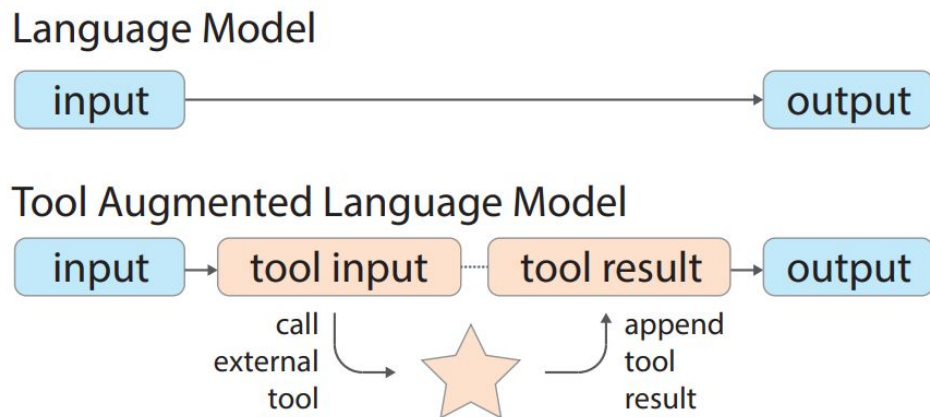 Language Model
input
output
Tool Augmented Language Model
input
tool input
tool result
output
call
external
tool
append
tool
result